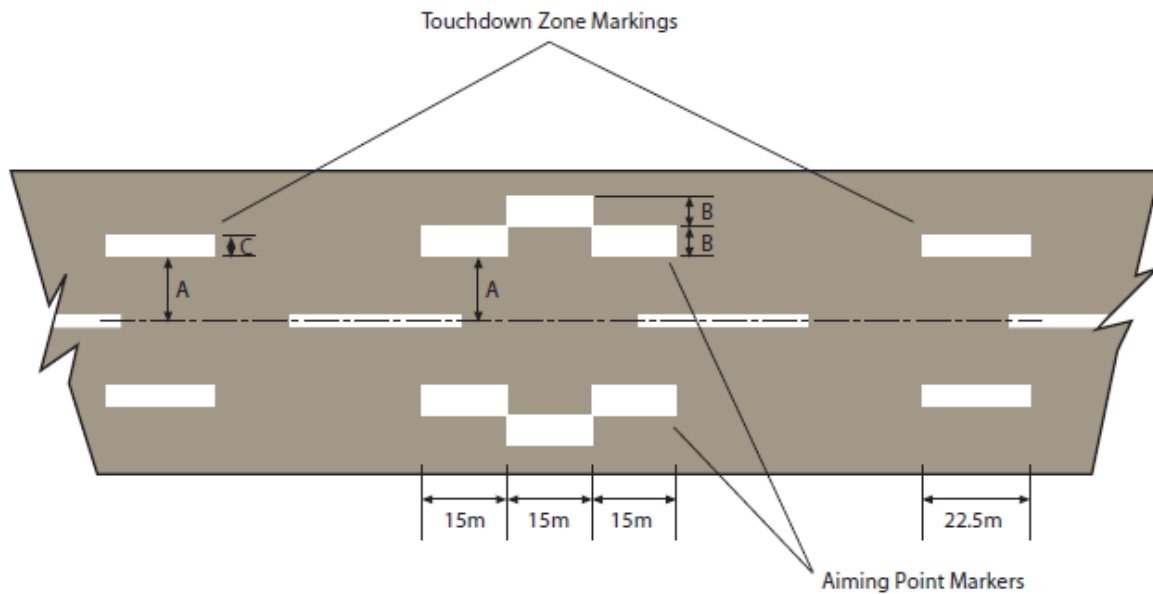 Touchdown Zone Markings
B
C
B
A
A
15m
15m
15m
22.5m
Aiming Point Markers